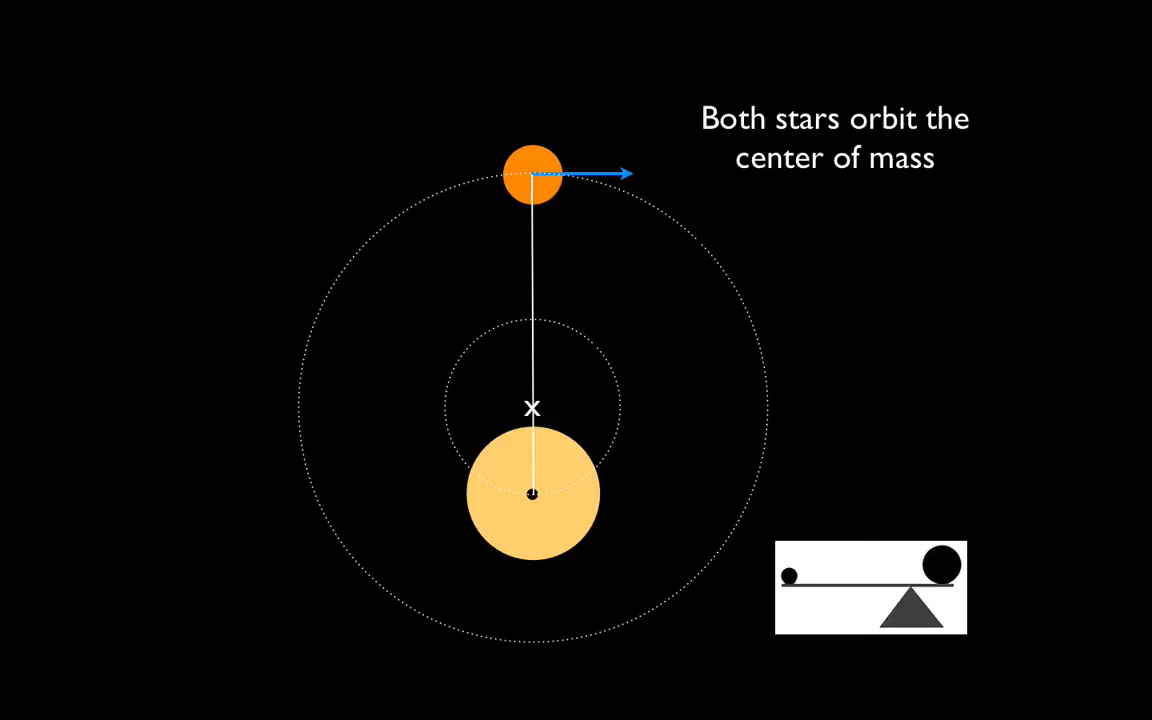 Both stars orbit the
center of mass
x